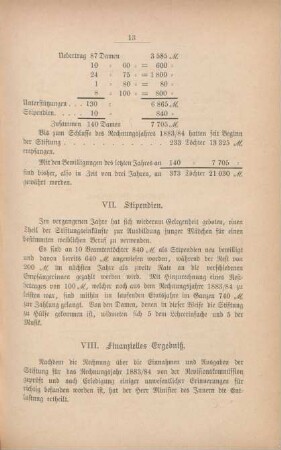 — 13 —
Uebertrag 87 Damen 3 585 M
10 „ à 60 „ = 600 „
24 „ „ 75 „ = 1 800 „
1 „ „ 80 „ = 80 „
8 „ „ 100 „ = 800 „
Unterstützungen 130 „ 6 865 M
Stipendien 10 „ 840 „
Zusammen 140 Damen 7 705 M
Bis zum Schlusse des Rechnungsjahres 1883/84 hatten seit Beginn
der Stiftung 233 Töchter 13 325 M
empfangen.
Mit den Bewilligungen des letzten Jahres an 140 „ 7 705 „
sind bisher, also in Zeit von drei Jahren, an 373 Töchter 21 030 M
gewährt worden.
VII. Stipendien.
Im vergangenen Jahre hat sich wiederum Gelegenheit geboten, einen
Theil der Stiftungseinkünfte zur Ausbildung junger Mädchen für einen
bestimmten weiblichen Beruf zu verwenden.
Es sind an 10 Beamtentöchter 840 M als Stipendien neu bewilligt
und davon bereits 640 M angewiesen worden, während der Rest von
200 M im nächsten Jahre als zweite Rate an die verschiedenen
Empfängerinnen gezahlt werden wird. Mit Hinzurechnung eines Rest-
betrages von 100 M, welcher noch aus dem Rechnungsjahre 1883/84 zu
leisten war, sind mithin im laufenden Etatsjahre im Ganzen 740 M
zur Zahlung gelangt. Von den Damen, denen in dieser Weise die Stiftung
zu Hülfe gekommen ist, widmeten sich 5 dem Lehrerinfache und 5 der
Musik.
VIII. Finanzielles Ergebniß.
Nachdem die Rechnung über die Einnahmen und Ausgaben der
Stiftung für das Rechnungsjahr 1883/84 von der Revisionskommission
geprüft und nach Erledigung einiger unwesentlicher Erinnerungen für
richtig befunden worden ist, hat der Herr Minister des Innern die Ent-
lastung ertheilt.